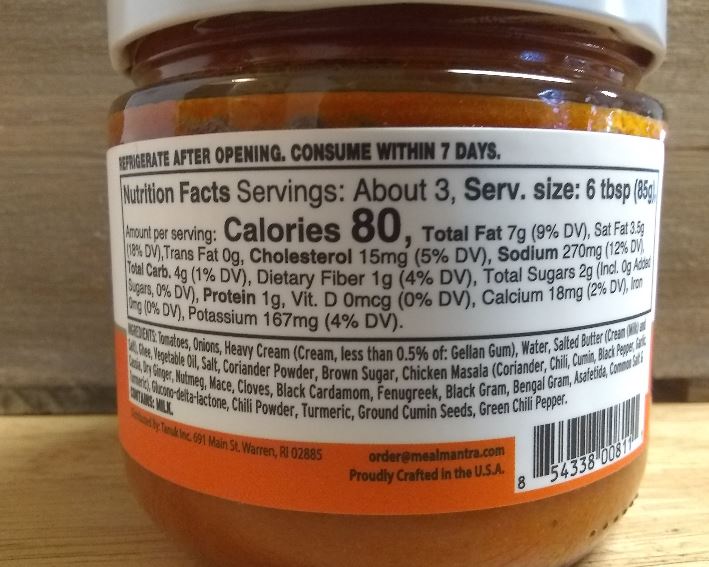 REFRIGERATE AFTER OPENING. CONSUME WITHIN 7 DAYS.
Nutrition Facts Servings: About 3, Serv. size: 6 tbsp (85g),
Amount per serving: Calories 80, Total Fat 7g (9% DV), Sat Fat 3.5g
(18% DV), Trans Fat 0g, Cholesterol 15mg (5% DV), Sodium 270mg (12% DV),
Total Carb. 4g (1% DV), Dietary Fiber 1g (4% DV), Total Sugars 2g (Incl. 0g Added
Sugars, 0% DV), Protein 1g, Vit. D 0mcg (0% DV), Calcium 18mg (2% DV), Iron
0mg (0% DV), Potassium 167mg (4% DV).
INGREDIENTS: Tomatoes, Onions, Heavy Cream (Cream, less than 0.5% of: Gellan Gum), Water, Salted Butter (Cream (Milk) and
Salt), Ghee, Vegetable Oil, Salt, Coriander Powder, Brown Sugar, Chicken Masala (Coriander, Chili, Cumin, Black Pepper, Garlic,
Cassia, Dry Ginger, Nutmeg, Mace, Cloves, Black Cardamom, Fenugreek, Black Gram, Bengal Gram, Asafetida, Common Salt &
Turmeric), Glucono-delta-lactone, Chili Powder, Turmeric, Ground Cumin Seeds, Green Chili Pepper.
CONTAINS: MILK.
Distributed By: Tanuk Inc. 691 Main St. Warren, RI 02885
order@mealmantra.com
Proudly Crafted in the U.S.A.
8 54338 00811